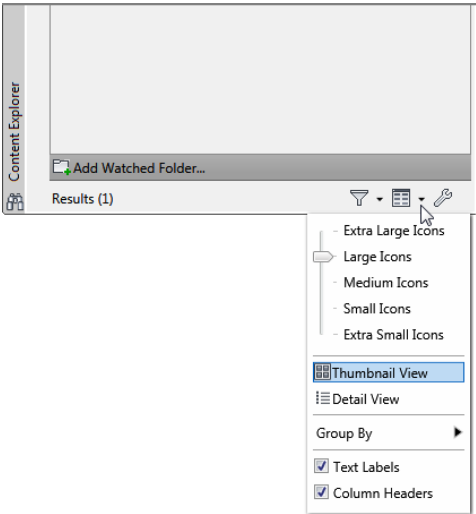 Content Explorer
Add Watched Folder...
Results (1)
Extra Large Icons
Large Icons
Medium Icons
Small Icons
Extra Small Icons
Thumbnail View
Detail View
Group By
Text Labels
Column Headers